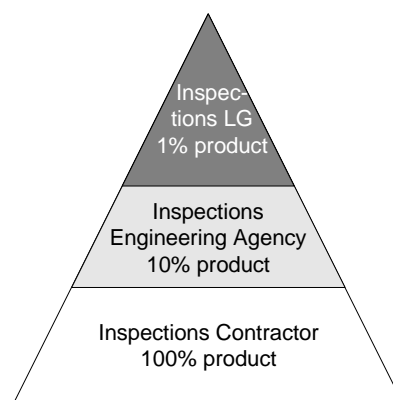 Inspec-
tions LG
1% product
Inspections
Engineering Agency
10% product
Inspections Contractor
100% product